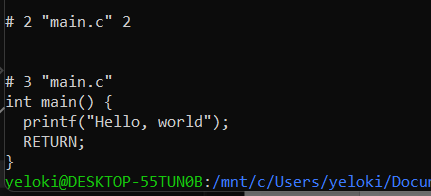 # 2 "main.c" 2
# 3 "main.c"
int main() {
  printf("Hello, world");
  RETURN;
}
yeloki@DESKTOP-55TUN0B:/mnt/c/Users/yeloki/Docu